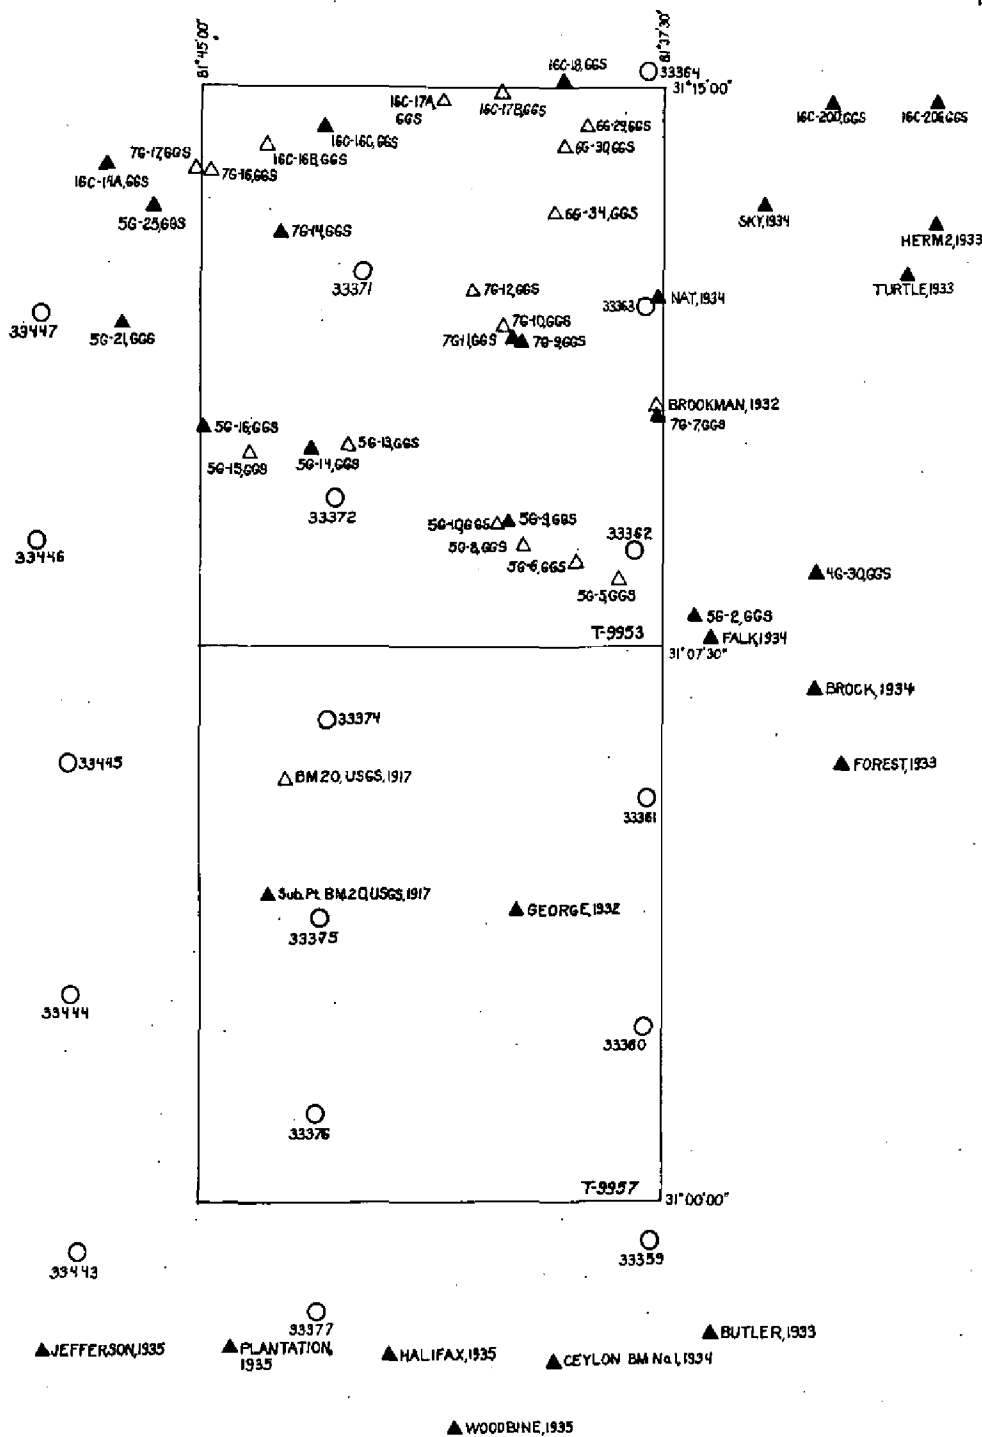 81°45'00"
81°37'30"
16C-18,GGS
33364
31°15'00"
16C-17A,
GGS
16C-17B,GGS
16C-20D,GGS
16C-20E,GGS
16C-16C,GGS
6G-29,GGS
16C-16B,GGS
6G-30,GGS
7G-17,GGS
7G-16,GGS
16C-14A,GGS
5G-25,GGS
6G-34,GGS
SKY,1934
7G-14,GGS
HERM2,1933
33371
TURTLE,1933
7G-12,GGS
33363
NAT,1934
33447
5G-21,GGS
7G-10,GGS
7G-11,GGS
7G-9,GGS
BROOKMAN,1932
7G-7,GGS
5G-16,GGS
5G-13,GGS
5G-15,GGS
5G-14,GGS
33372
5G-10,GGS
5G-9,GGS
33362
33446
5G-8,GGS
5G-6,GGS
4G-30,GGS
5G-5,GGS
5G-2,GGS
T-9953
FALK,1934
31°07'30"
BROCK,1934
33374
33445
BM 20, USGS, 1917
FOREST,1933
33361
Sub. Pt. BM.20,USGS,1917
GEORGE,1932
33375
33444
33360
33376
T-9957
31°00'00"
33359
33443
33377
BUTLER,1933
JEFFERSON,1935
PLANTATION,
1935
HALIFAX,1935
CEYLON BM No1,1934
WOODBINE,1935